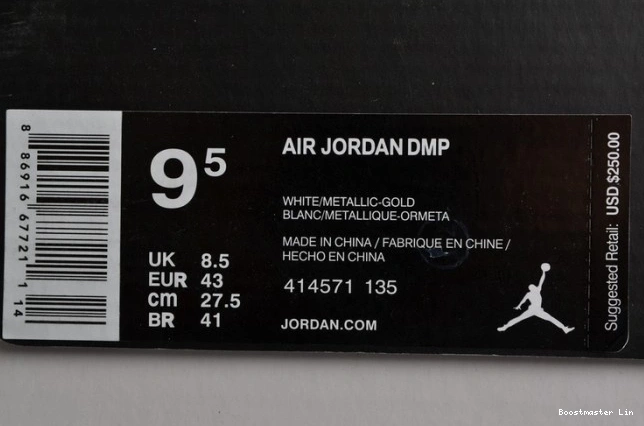 8 86916 67721 1 14
9⁵
AIR JORDAN DMP
WHITE/METALLIC-GOLD
BLANC/METALLIQUE-ORMETA
MADE IN CHINA / FABRIQUE EN CHINE /
HECHO EN CHINA
414571 135
JORDAN.COM
UK 8.5
EUR 43
cm 27.5
BR 41
Suggested Retail: USD $250.00
Boostmaster Lin